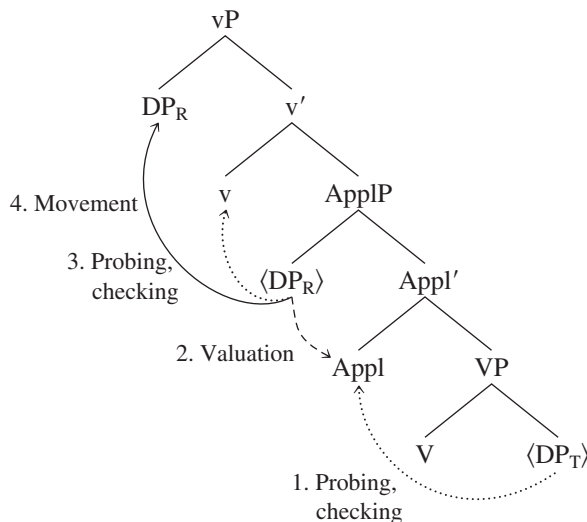 vP
DP_R v′
4. Movement v ApplP
3. Probing,
checking ⟨DP_R⟩ Appl′
2. Valuation Appl VP
V ⟨DP_T⟩
1. Probing,
checking